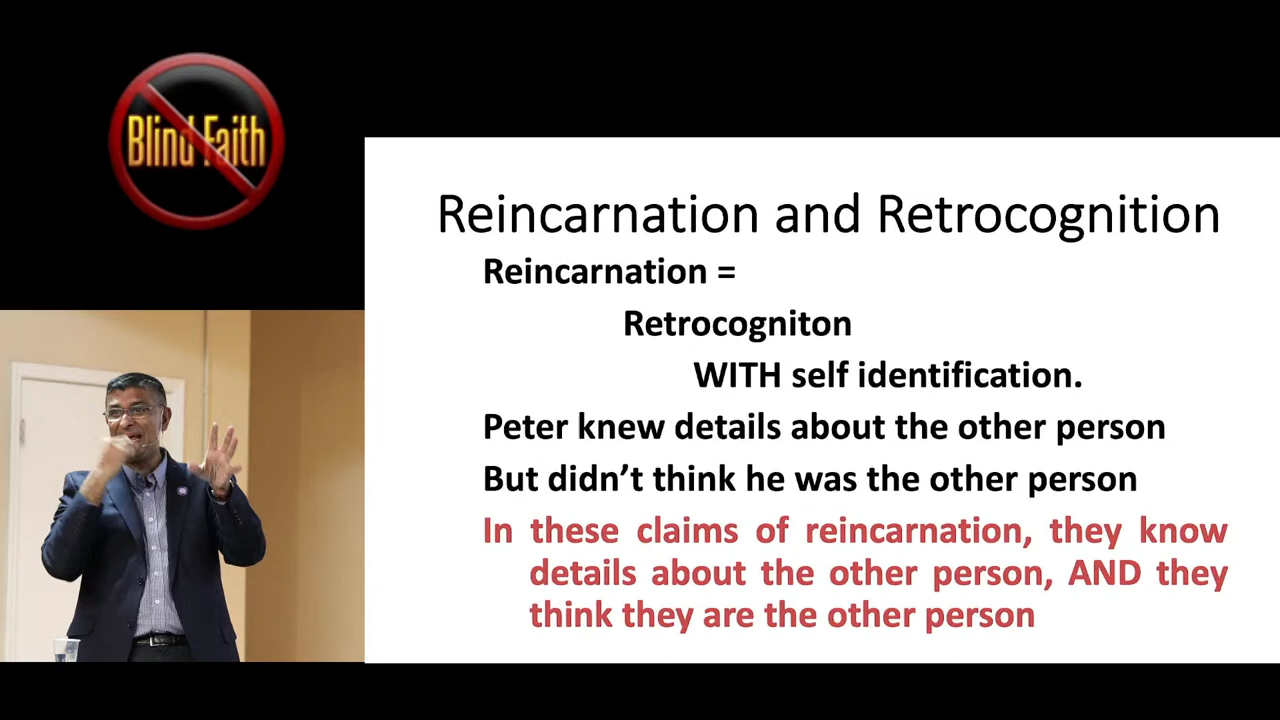 Blind Faith
Reincarnation and Retrocognition
Reincarnation =
Retrocogniton
WITH self identification.
Peter knew details about the other person
But didn’t think he was the other person
In these claims of reincarnation, they know
details about the other person, AND they
think they are the other person